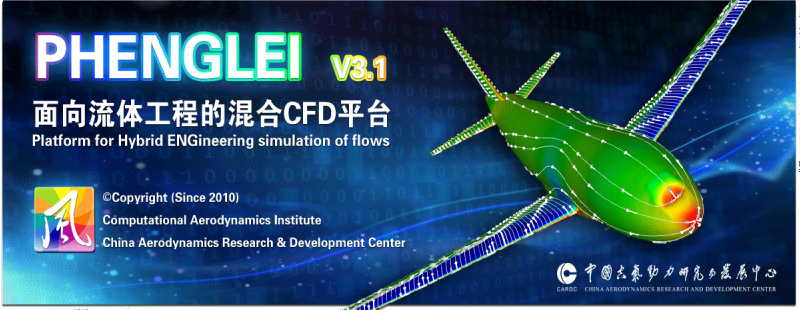 PHENGLEI V3.1
面向流体工程的混合CFD平台
Platform for Hybrid ENGineering simulation of flows
风
©Copyright (Since 2010)
Computational Aerodynamics Institute
China Aerodynamics Research & Development Center
CARDC
中国空气动力研究与发展中心
CHINA AERODYNAMICS RESEARCH AND DEVELOPMENT CENTER